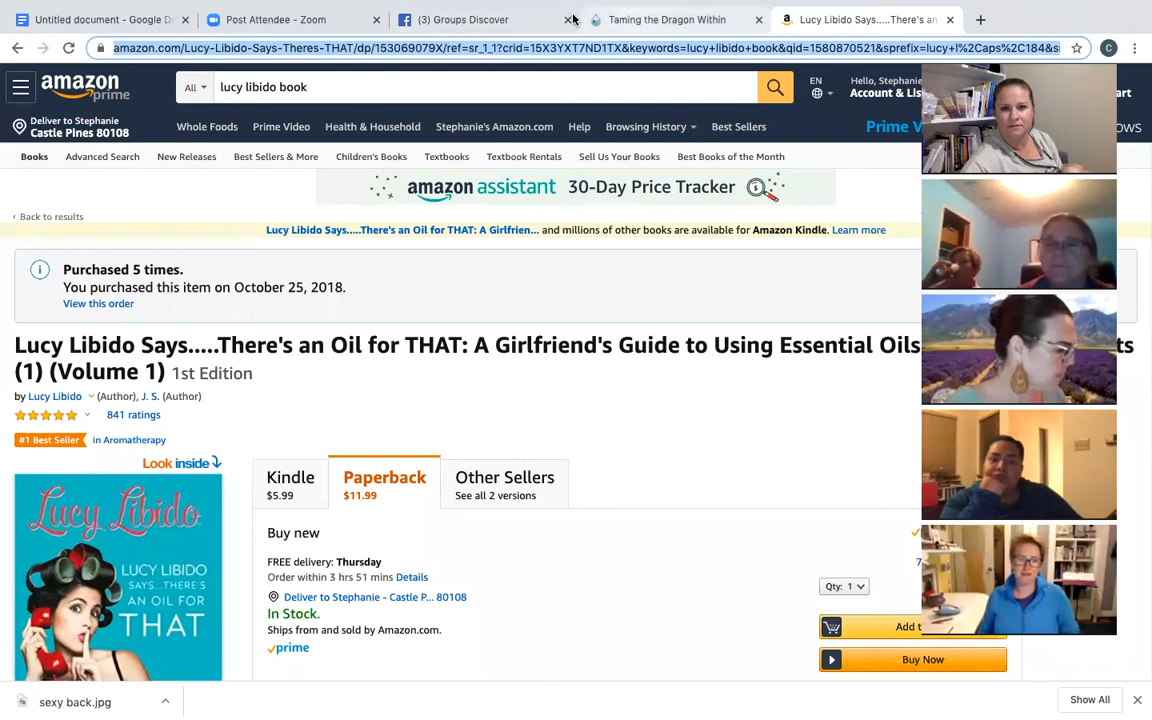 Untitled document - Google D
Post Attendee - Zoom
(3) Groups Discover
Taming the Dragon Within
Lucy Libido Says.....There's an
amazon.com/Lucy-Libido-Says-Theres-THAT/dp/153069079X/ref=sr_1_1?crid=15X3YXT7ND1TX&keywords=lucy+libido+book&qid=1580870521&sprefix=lucy+l%2Caps%2C184&s
C
amazon prime
All
lucy libido book
EN
Hello, Stephanie
Account & Lis
art
Deliver to Stephanie
Castle Pines 80108
Whole Foods
Prime Video
Health & Household
Stephanie's Amazon.com
Help
Browsing History
Best Sellers
Prime V
ows
Books
Advanced Search
New Releases
Best Sellers & More
Children's Books
Textbooks
Textbook Rentals
Sell Us Your Books
Best Books of the Month
amazon assistant 30-Day Price Tracker
‹ Back to results
Lucy Libido Says.....There's an Oil for THAT: A Girlfrien... and millions of other books are available for Amazon Kindle. Learn more
Purchased 5 times.
You purchased this item on October 25, 2018.
View this order
Lucy Libido Says.....There's an Oil for THAT: A Girlfriend's Guide to Using Essential Oils ts
(1) (Volume 1) 1st Edition
by Lucy Libido (Author), J. S. (Author)
841 ratings
#1 Best Seller in Aromatherapy
Look inside
Kindle
$5.99
Paperback
$11.99
Other Sellers
See all 2 versions
Lucy Libido
LUCY LIBIDO
SAYS...THERE'S
AN OIL FOR
THAT
Buy new
FREE delivery: Thursday
Order within 3 hrs 51 mins Details
Deliver to Stephanie - Castle P... 80108
In Stock.
Ships from and sold by Amazon.com.
prime
7
Qty: 1
Add t
Buy Now
sexy back.jpg
Show All